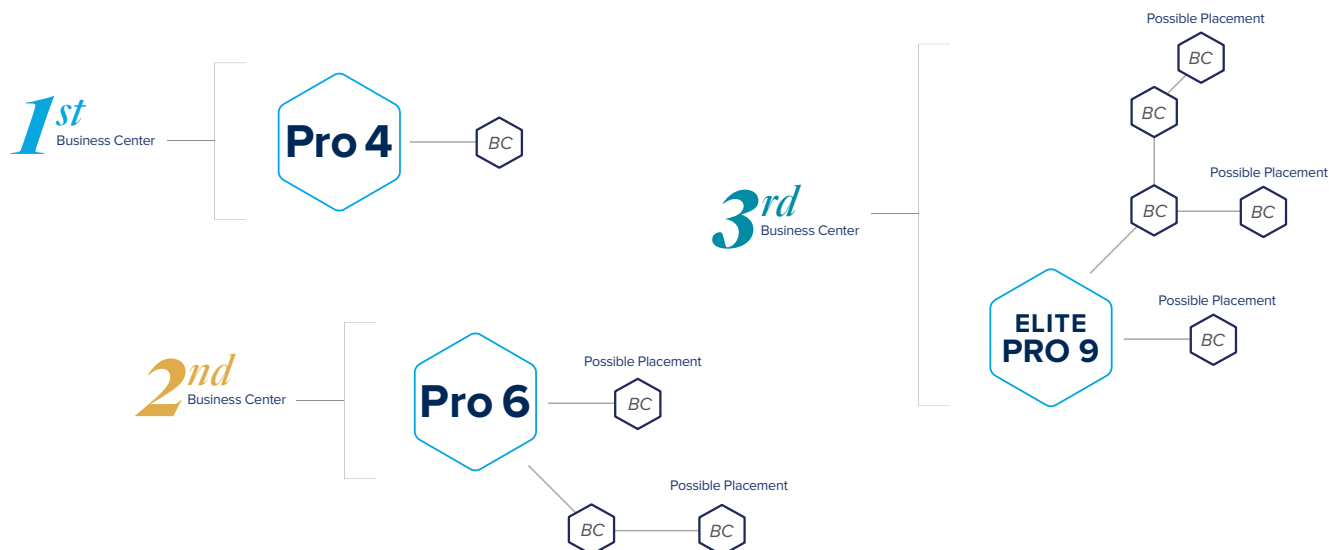 1st
Business Center
Pro 4
BC
2nd
Business Center
Pro 6
Possible Placement
BC
BC
Possible Placement
BC
3rd
Business Center
ELITE
PRO 9
Possible Placement
BC
BC
BC
Possible Placement
BC
Possible Placement
BC